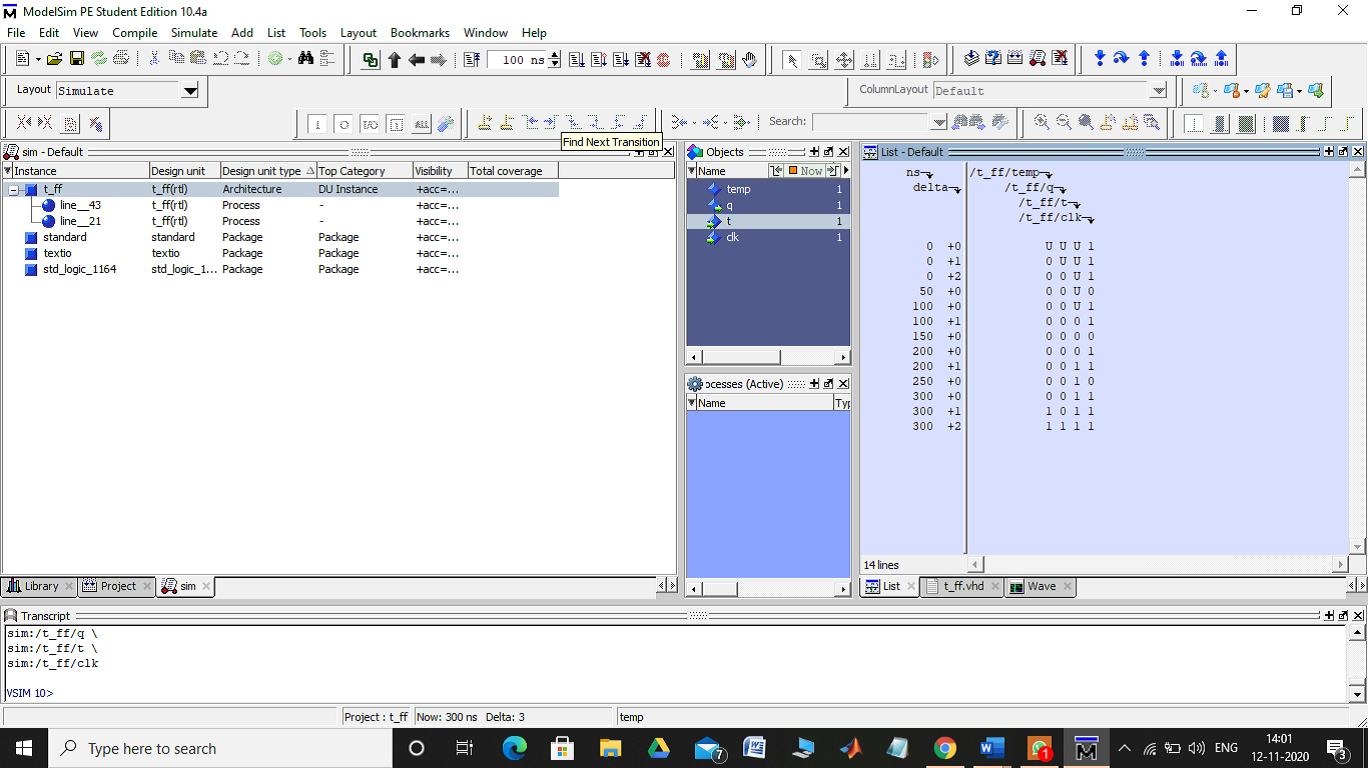 ModelSim PE Student Edition 10.4a
File Edit View Compile Simulate Add List Tools Layout Bookmarks Window Help
100 ns
Layout Simulate
ColumnLayout Default
ALL
Search:
Find Next Transition
sim - Default
Instance Design unit Design unit type Top Category Visibility Total coverage
t_ff t_ff(rtl) Architecture DU Instance +acc=...
line__43 t_ff(rtl) Process - +acc=...
line__21 t_ff(rtl) Process - +acc=...
standard standard Package Package +acc=...
textio textio Package Package +acc=...
std_logic_1164 std_logic_1... Package Package +acc=...
Library Project sim
Objects
Name Now
temp 1
q 1
t 1
clk 1
ocesses (Active)
Name Typ
List - Default
ns /t_ff/temp
delta /t_ff/q
/t_ff/t
/t_ff/clk
0 +0 U U U 1
0 +1 0 U U 1
0 +2 0 0 U 1
50 +0 0 0 U 0
100 +0 0 0 U 1
100 +1 0 0 0 1
150 +0 0 0 0 0
200 +0 0 0 0 1
200 +1 0 0 1 1
250 +0 0 0 1 0
300 +0 0 0 1 1
300 +1 1 0 1 1
300 +2 1 1 1 1
14 lines
List t_ff.vhd Wave
Transcript
sim:/t_ff/q \
sim:/t_ff/t \
sim:/t_ff/clk
VSIM 10>
Project : t_ff Now: 300 ns Delta: 3 temp
Type here to search
7
1
ENG
14:01
12-11-2020
3